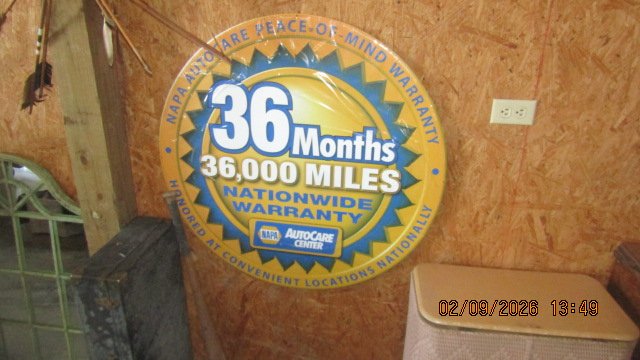 NAPA AUTOCARE PEACE-OF-MIND WARRANTY
36 Months
36,000 MILES
NATIONWIDE
WARRANTY
NAPA AUTOCARE
CENTER
HONORED AT CONVENIENT LOCATIONS NATIONALLY
02/09/2026 13:49